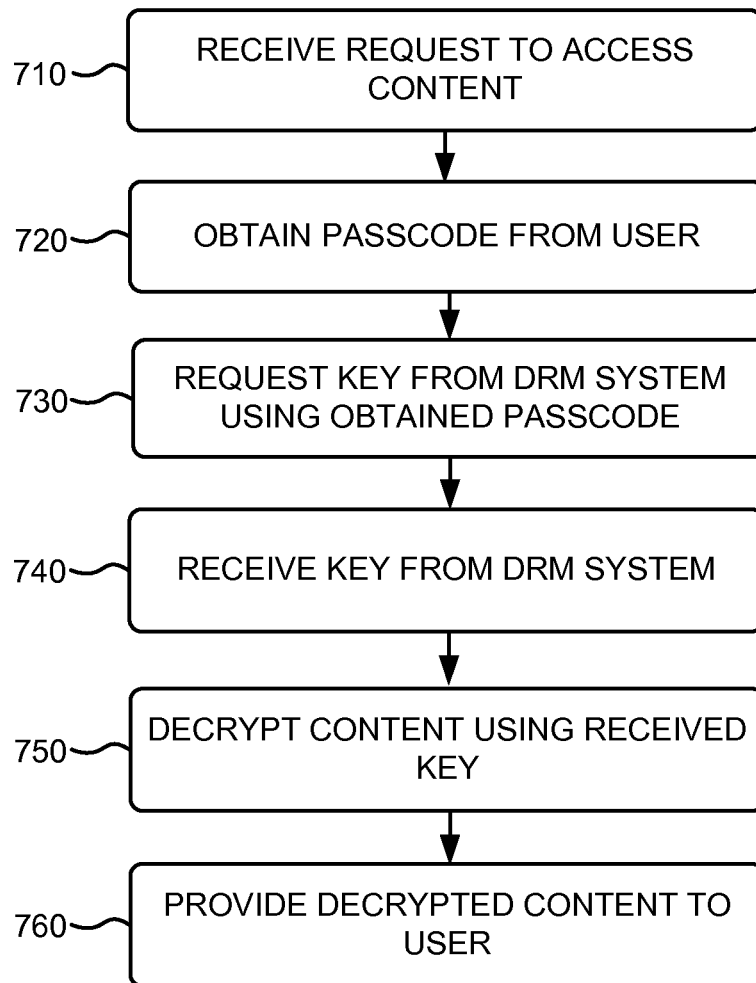 710
RECEIVE REQUEST TO ACCESS
CONTENT
720
OBTAIN PASSCODE FROM USER
730
REQUEST KEY FROM DRM SYSTEM
USING OBTAINED PASSCODE
740
RECEIVE KEY FROM DRM SYSTEM
750
DECRYPT CONTENT USING RECEIVED
KEY
760
PROVIDE DECRYPTED CONTENT TO
USER